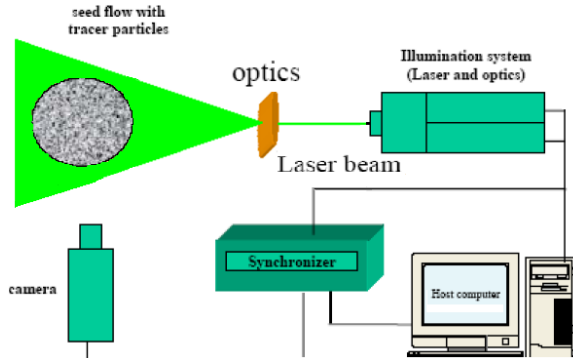 seed flow with
tracer particles
optics
Illumination system
(Laser and optics)
Laser beam
Synchronizer
camera
Host computer